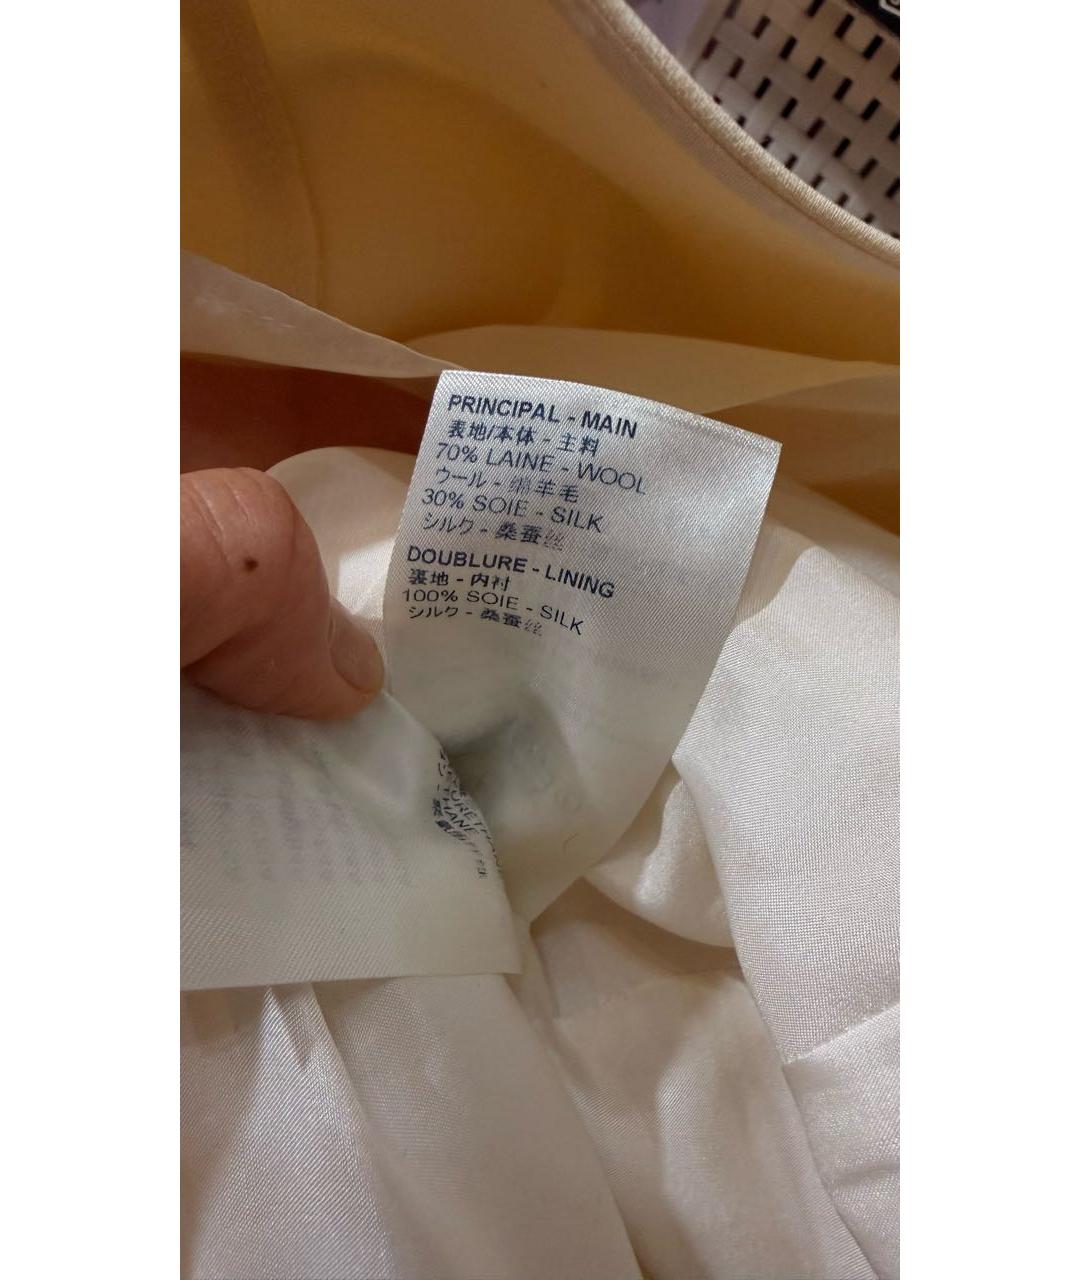 PRINCIPAL - MAIN
表地/本体 - 主料
70% LAINE - WOOL
ウール - 绵羊毛
30% SOIE - SILK
シルク - 桑蚕丝
DOUBLURE - LINING
裏地 - 内衬
100% SOIE - SILK
シルク - 桑蚕丝